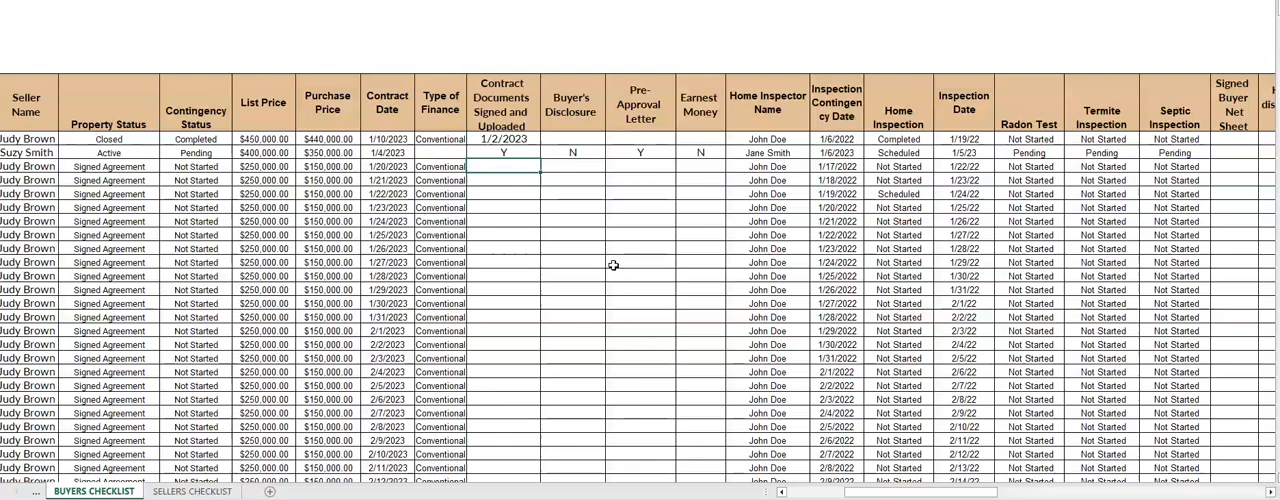 Seller Name Property Status Contingency Status List Price Purchase Price Contract Date Type of Finance Contract Documents Signed and Uploaded Buyer's Disclosure Pre-Approval Letter Earnest Money Home Inspector Name Inspection Contingen cy Date Home Inspection Inspection Date Radon Test Termite Inspection Septic Inspection Signed Buyer Net Sheet
Judy Brown Closed Completed $450,000.00 $440,000.00 1/10/2023 Conventional 1/2/2023 John Doe 1/6/2022 Completed 1/19/22 Not Started Not Started Not Started
Suzy Smith Active Pending $400,000.00 $350,000.00 1/4/2023 Y N Y N Jane Smith 1/6/2023 Scheduled 1/5/23 Pending Pending Pending
Judy Brown Signed Agreement Not Started $250,000.00 $150,000.00 1/20/2023 Conventional John Doe 1/17/2022 Not Started 1/22/22 Not Started Not Started Not Started
Judy Brown Signed Agreement Not Started $250,000.00 $150,000.00 1/21/2023 Conventional John Doe 1/18/2022 Not Started 1/23/22 Not Started Not Started Not Started
Judy Brown Signed Agreement Not Started $250,000.00 $150,000.00 1/22/2023 Conventional John Doe 1/19/2022 Scheduled 1/24/22 Not Started Not Started Not Started
Judy Brown Signed Agreement Not Started $250,000.00 $150,000.00 1/23/2023 Conventional John Doe 1/20/2022 Not Started 1/25/22 Not Started Not Started Not Started
Judy Brown Signed Agreement Not Started $250,000.00 $150,000.00 1/24/2023 Conventional John Doe 1/21/2022 Not Started 1/26/22 Not Started Not Started Not Started
Judy Brown Signed Agreement Not Started $250,000.00 $150,000.00 1/25/2023 Conventional John Doe 1/22/2022 Not Started 1/27/22 Not Started Not Started Not Started
Judy Brown Signed Agreement Not Started $250,000.00 $150,000.00 1/26/2023 Conventional John Doe 1/23/2022 Not Started 1/28/22 Not Started Not Started Not Started
Judy Brown Signed Agreement Not Started $250,000.00 $150,000.00 1/27/2023 Conventional John Doe 1/24/2022 Not Started 1/29/22 Not Started Not Started Not Started
Judy Brown Signed Agreement Not Started $250,000.00 $150,000.00 1/28/2023 Conventional John Doe 1/25/2022 Not Started 1/30/22 Not Started Not Started Not Started
Judy Brown Signed Agreement Not Started $250,000.00 $150,000.00 1/29/2023 Conventional John Doe 1/26/2022 Not Started 1/31/22 Not Started Not Started Not Started
Judy Brown Signed Agreement Not Started $250,000.00 $150,000.00 1/30/2023 Conventional John Doe 1/27/2022 Not Started 2/1/22 Not Started Not Started Not Started
Judy Brown Signed Agreement Not Started $250,000.00 $150,000.00 1/31/2023 Conventional John Doe 1/28/2022 Not Started 2/2/22 Not Started Not Started Not Started
Judy Brown Signed Agreement Not Started $250,000.00 $150,000.00 2/1/2023 Conventional John Doe 1/29/2022 Not Started 2/3/22 Not Started Not Started Not Started
Judy Brown Signed Agreement Not Started $250,000.00 $150,000.00 2/2/2023 Conventional John Doe 1/30/2022 Not Started 2/4/22 Not Started Not Started Not Started
Judy Brown Signed Agreement Not Started $250,000.00 $150,000.00 2/3/2023 Conventional John Doe 1/31/2022 Not Started 2/5/22 Not Started Not Started Not Started
Judy Brown Signed Agreement Not Started $250,000.00 $150,000.00 2/4/2023 Conventional John Doe 2/1/2022 Not Started 2/6/22 Not Started Not Started Not Started
Judy Brown Signed Agreement Not Started $250,000.00 $150,000.00 2/5/2023 Conventional John Doe 2/2/2022 Not Started 2/7/22 Not Started Not Started Not Started
Judy Brown Signed Agreement Not Started $250,000.00 $150,000.00 2/6/2023 Conventional John Doe 2/3/2022 Not Started 2/8/22 Not Started Not Started Not Started
Judy Brown Signed Agreement Not Started $250,000.00 $150,000.00 2/7/2023 Conventional John Doe 2/4/2022 Not Started 2/9/22 Not Started Not Started Not Started
Judy Brown Signed Agreement Not Started $250,000.00 $150,000.00 2/8/2023 Conventional John Doe 2/5/2022 Not Started 2/10/22 Not Started Not Started Not Started
Judy Brown Signed Agreement Not Started $250,000.00 $150,000.00 2/9/2023 Conventional John Doe 2/6/2022 Not Started 2/11/22 Not Started Not Started Not Started
Judy Brown Signed Agreement Not Started $250,000.00 $150,000.00 2/10/2023 Conventional John Doe 2/7/2022 Not Started 2/12/22 Not Started Not Started Not Started
Judy Brown Signed Agreement Not Started $250,000.00 $150,000.00 2/11/2023 Conventional John Doe 2/8/2022 Not Started 2/13/22 Not Started Not Started Not Started
... BUYERS CHECKLIST SELLERS CHECKLIST